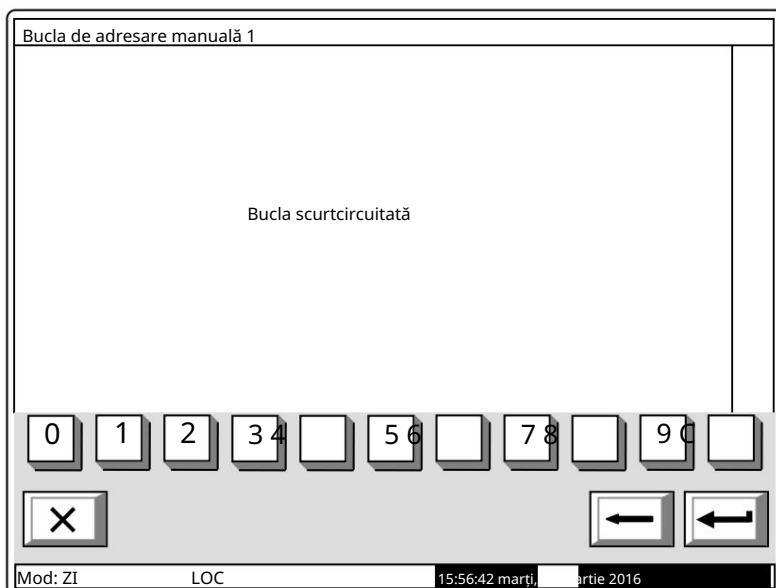 Bucla de adresare manuală 1
Bucla scurtcircuitată
0 1 2 3 4 5 6 7 8 9 C
Mod: ZI LOC 15:56:42 marți, artie 2016